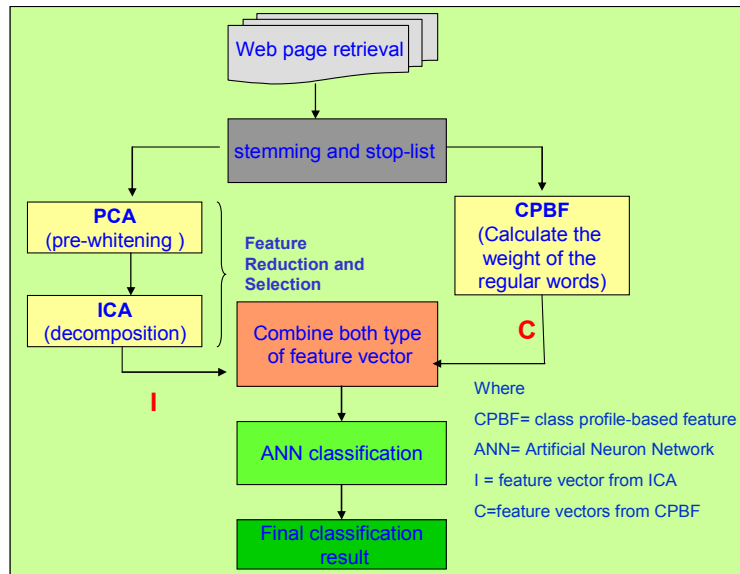 Web page retrieval
stemming and stop-list
PCA
(pre-whitening )
CPBF
(Calculate the
weight of the
regular words)
Feature
Reduction and
Selection
ICA
(decomposition)
Combine both type
of feature vector
C
I
Where
CPBF= class profile-based feature
ANN= Artificial Neuron Network
I = feature vector from ICA
C=feature vectors from CPBF
ANN classification
Final classification
result